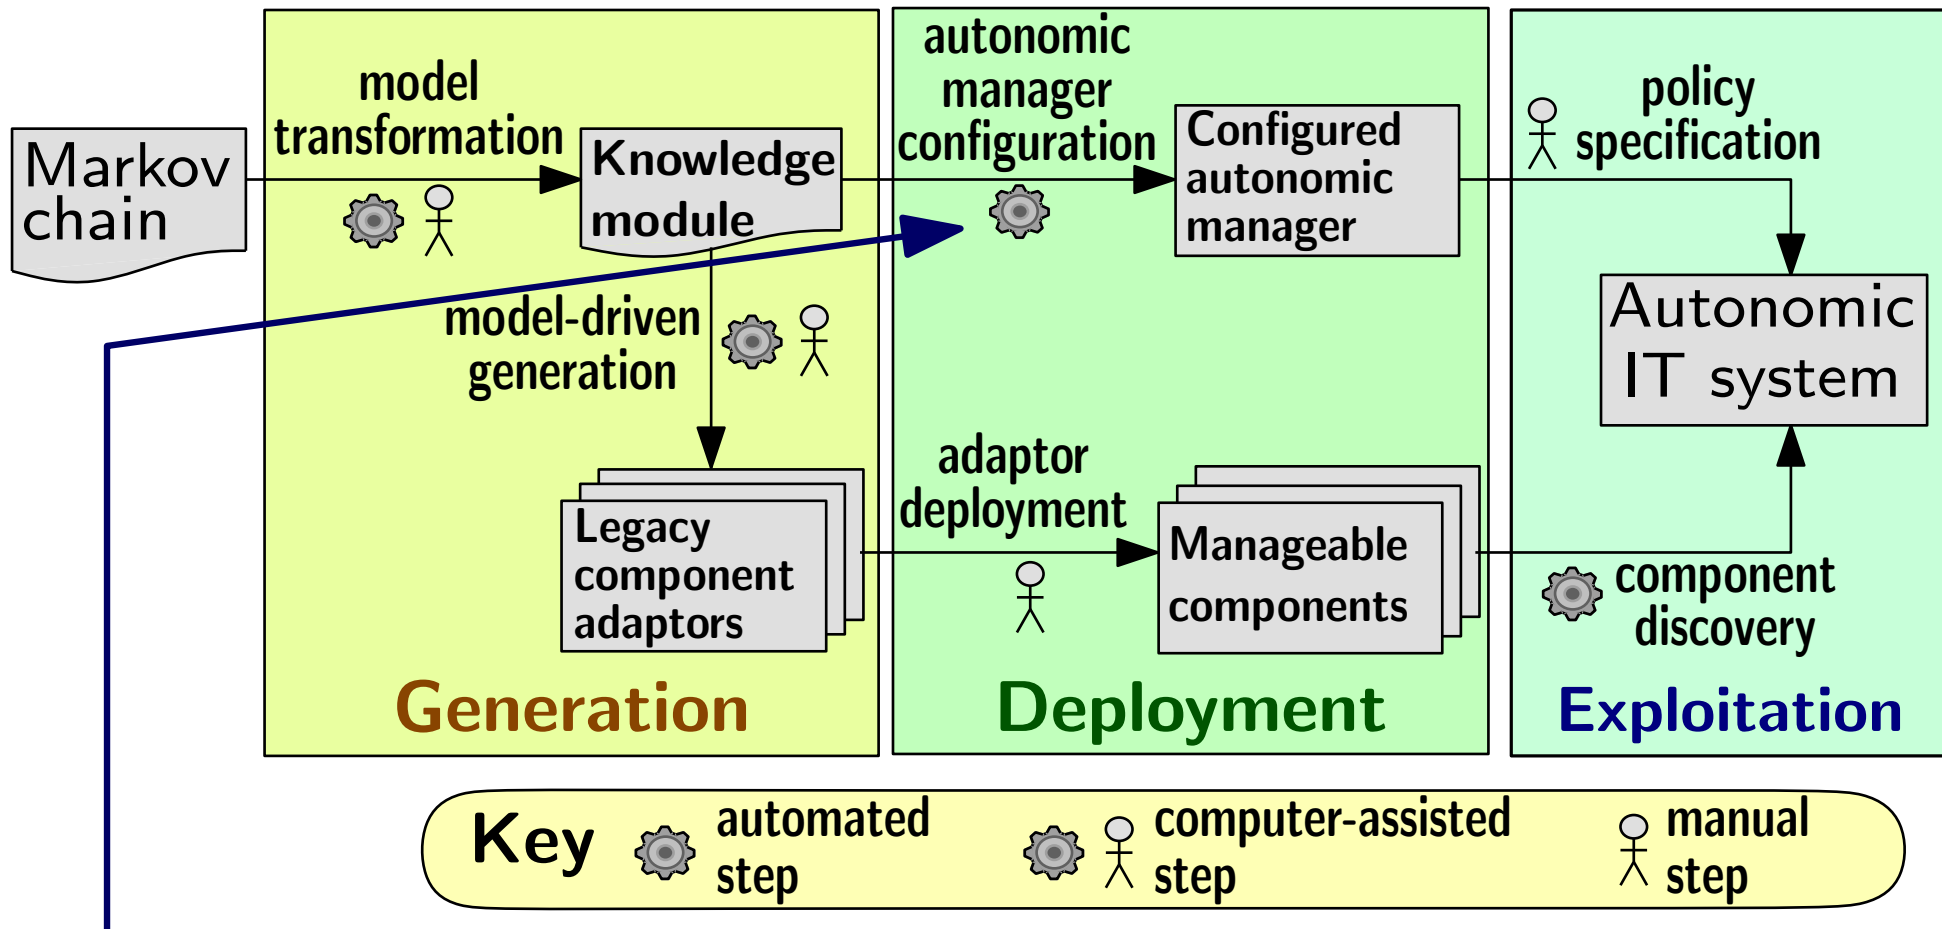 Markov
chain
model
transformation
Knowledge
module
model-driven
generation
Legacy
component
adaptors
Generation
autonomic
manager
configuration
Configured
autonomic
manager
adaptor
deployment
Manageable
components
Deployment
policy
specification
Autonomic
IT system
component
discovery
Exploitation
Key
automated
step
computer-assisted
step
manual
step